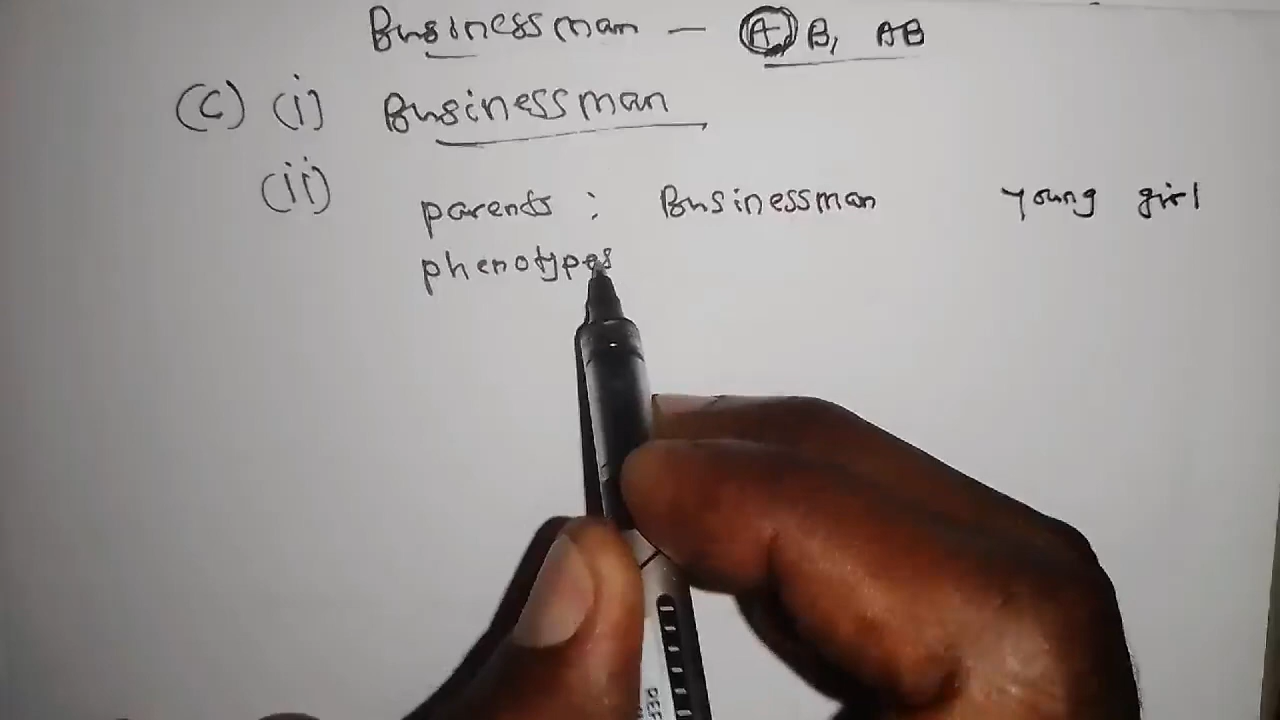 Businessman — A B, AB
(C) (i) Businessman
(ii)
parents : Businessman young girl
phenotypes